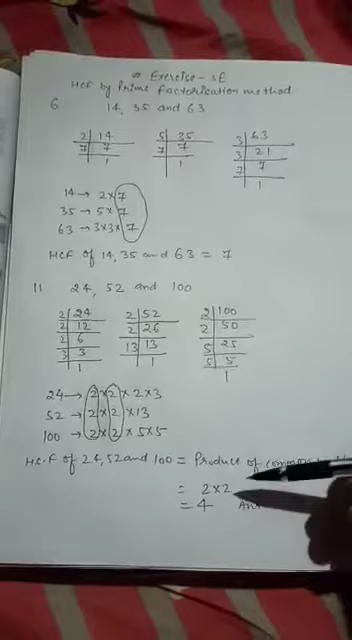 Exercise - 3E
HCF by Prime Factorisation method
6 14, 35 and 63
2 | 14
7 | 7
1
5 | 35
7 | 7
1
3 | 63
3 | 21
7 | 7
1
14 → 2 × 7
35 → 5 × 7
63 → 3 × 3 × 7
HCF of 14, 35 and 63 = 7
11 24, 52 and 100
2 | 24
2 | 12
2 | 6
3 | 3
1
2 | 52
2 | 26
13 | 13
1
2 | 100
2 | 50
5 | 25
5 | 5
1
24 → 2 × 2 × 2 × 3
52 → 2 × 2 × 13
100 → 2 × 2 × 5 × 5
H.C.F of 24, 52 and 100 = Product of
= 2 × 2
= 4